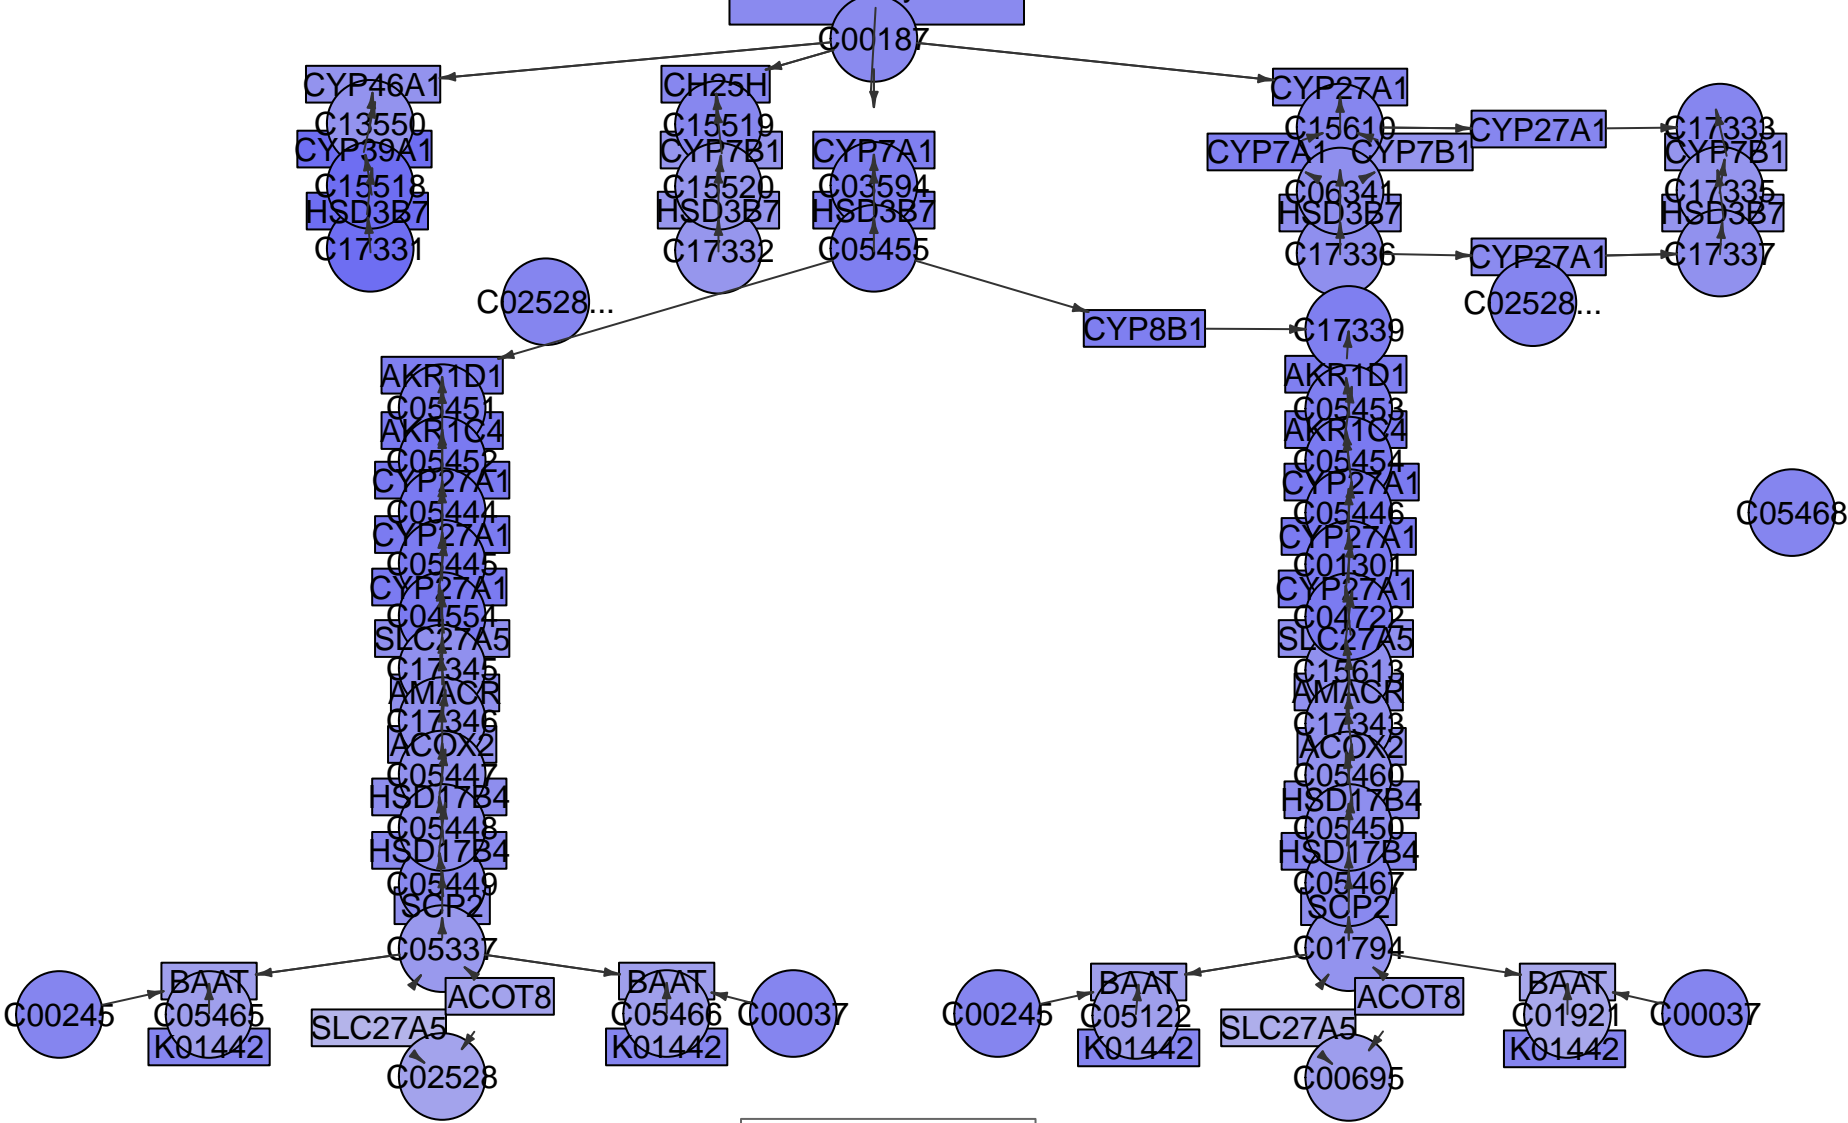 C00187
CYP46A1
CH25H
CYP27A1
C13550
C15519
C15610
CYP27A1
C17333
CYP39A1
CYP7B1
CYP7A1
CYP7A1
CYP7B1
CYP7B1
C15518
C15520
C03594
C06341
C17335
HSD3B7
HSD3B7
HSD3B7
HSD3B7
HSD3B7
C17331
C17332
C05455
C17336
CYP27A1
C17337
C02528...
C02528...
CYP8B1
C17339
AKR1D1
AKR1D1
C05451
C05453
AKR1C4
AKR1C4
C05452
C05454
CYP27A1
CYP27A1
C05444
C05446
C05468
CYP27A1
CYP27A1
C05445
C01301
CYP27A1
CYP27A1
C04554
C04722
SLC27A5
SLC27A5
C17345
C15613
AMACR
AMACR
C17346
C17343
ACOX2
ACOX2
C05447
C05460
HSD17B4
HSD17B4
C05448
C05450
HSD17B4
HSD17B4
C05449
C05467
SCP2
SCP2
C05337
C01794
BAAT
BAAT
BAAT
BAAT
ACOT8
ACOT8
C00245
C05465
C05466
C00037
C00245
C05122
C01921
C00037
SLC27A5
SLC27A5
K01442
K01442
K01442
K01442
C02528
C00695